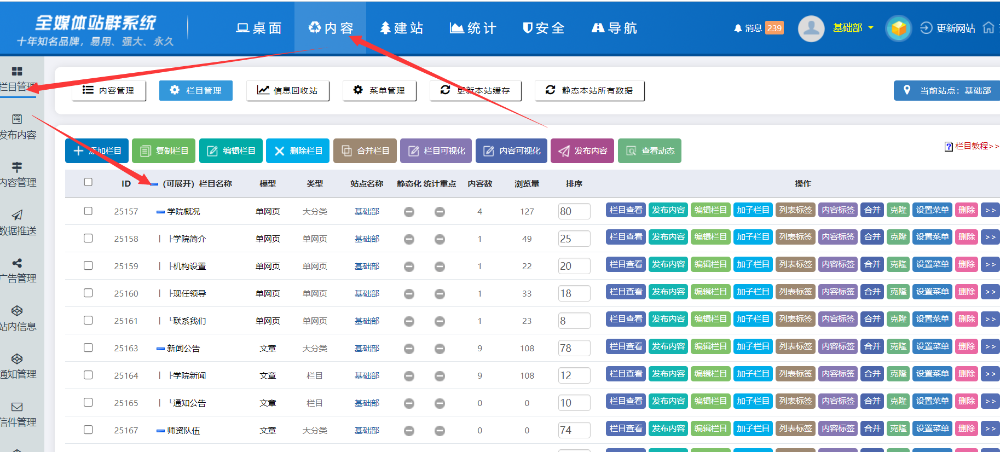 全媒体站群系统
十年知名品牌，易用、强大、永久
桌面 内容 建站 统计 安全 导航
消息 239 基础部 更新网站
栏目管理
发布内容
内容管理
数据推送
广告管理
站内信息
通知管理
信件管理
内容管理 栏目管理 信息回收站 菜单管理 更新本站缓存 静态本站所有数据 当前站点：基础部
添加栏目 复制栏目 编辑栏目 删除栏目 合并栏目 栏目可视化 内容可视化 发布内容 查看动态 栏目教程>>
ID (可展开) 栏目名称 模型 类型 站点名称 静态化 统计重点 内容数 浏览量 排序 操作
25157 学院概况 单网页 大分类 基础部 4 127 80 栏目查看 发布内容 编辑栏目 加子栏目 列表标签 内容标签 合并 克隆 设置菜单 删除 >>
25158 | ├学院简介 单网页 单网页 基础部 1 49 25 栏目查看 发布内容 编辑栏目 加子栏目 列表标签 内容标签 合并 克隆 设置菜单 删除 >>
25159 | ├机构设置 单网页 单网页 基础部 1 22 20 栏目查看 发布内容 编辑栏目 加子栏目 列表标签 内容标签 合并 克隆 设置菜单 删除 >>
25160 | ├现任领导 单网页 单网页 基础部 1 33 18 栏目查看 发布内容 编辑栏目 加子栏目 列表标签 内容标签 合并 克隆 设置菜单 删除 >>
25161 | └联系我们 单网页 单网页 基础部 1 23 8 栏目查看 发布内容 编辑栏目 加子栏目 列表标签 内容标签 合并 克隆 设置菜单 删除 >>
25163 新闻公告 文章 大分类 基础部 9 108 78 栏目查看 发布内容 编辑栏目 加子栏目 列表标签 内容标签 合并 克隆 设置菜单 删除 >>
25164 | ├学院新闻 文章 栏目 基础部 9 108 12 栏目查看 发布内容 编辑栏目 加子栏目 列表标签 内容标签 合并 克隆 设置菜单 删除 >>
25165 | └通知公告 文章 栏目 基础部 0 0 10 栏目查看 发布内容 编辑栏目 加子栏目 列表标签 内容标签 合并 克隆 设置菜单 删除 >>
25167 师资队伍 文章 大分类 基础部 0 0 74 栏目查看 发布内容 编辑栏目 加子栏目 列表标签 内容标签 合并 克隆 设置菜单 删除 >>